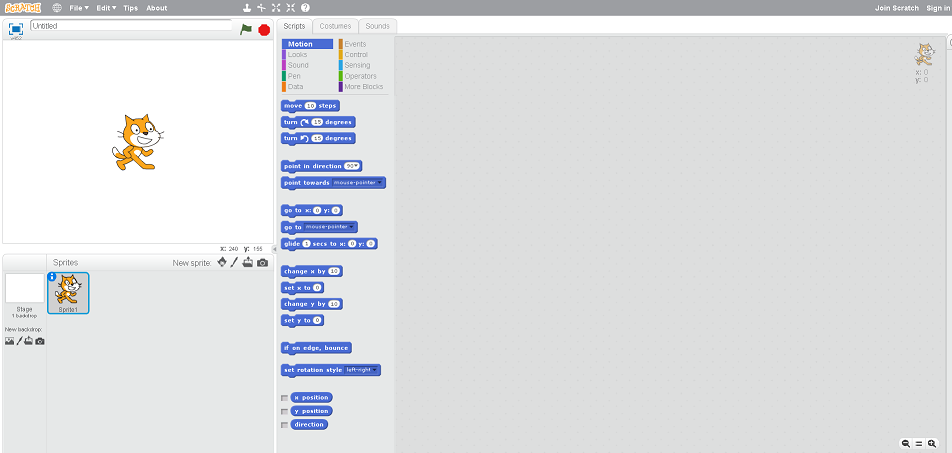 SCRATCH File Edit Tips About Join Scratch Sign in
Untitled
Scripts Costumes Sounds
Motion Events
Looks Control
Sound Sensing
Pen Operators
Data More Blocks
move 10 steps
turn 15 degrees
turn 15 degrees
point in direction 90
point towards mouse-pointer
go to x: 0 y: 0
go to mouse-pointer
glide 1 secs to x: 0 y: 0
change x by 10
set x to 0
change y by 10
set y to 0
if on edge, bounce
set rotation style left-right
x position
y position
direction
x: 0
y: 0
x: 240 y: 166
Sprites New sprite:
Sprite1
Stage
1 backdrop
New backdrop: